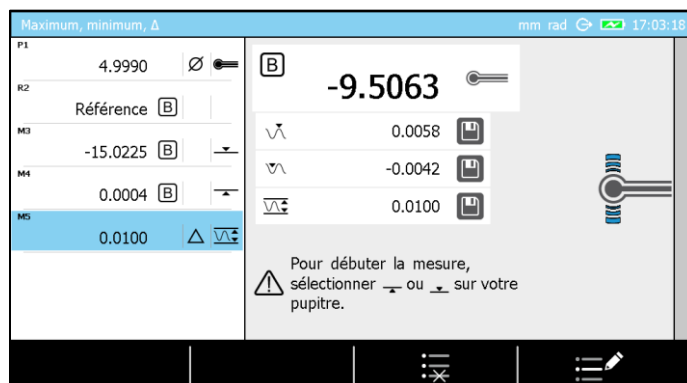 Maximum, minimum, Δ
mm rad 17:03:18
P1
4.9990 Ø
R2
Référence B
M3
-15.0225 B
M4
0.0004 B
M5
0.0100 Δ
B
-9.5063
0.0058
-0.0042
0.0100
Pour débuter la mesure,
sélectionner ou sur votre
pupitre.